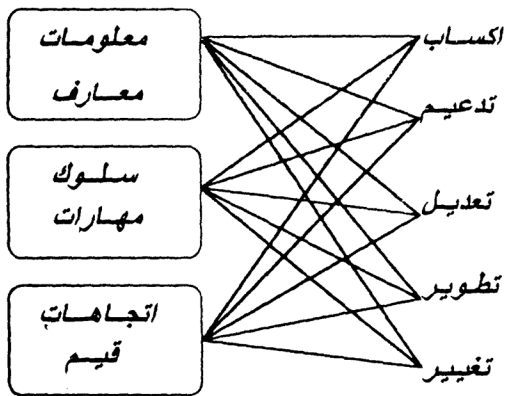 معلومات
معارف
سلوك
مهارات
اتجاهات
قيم
اكساب
تدعيم
تعديل
تطوير
تغيير